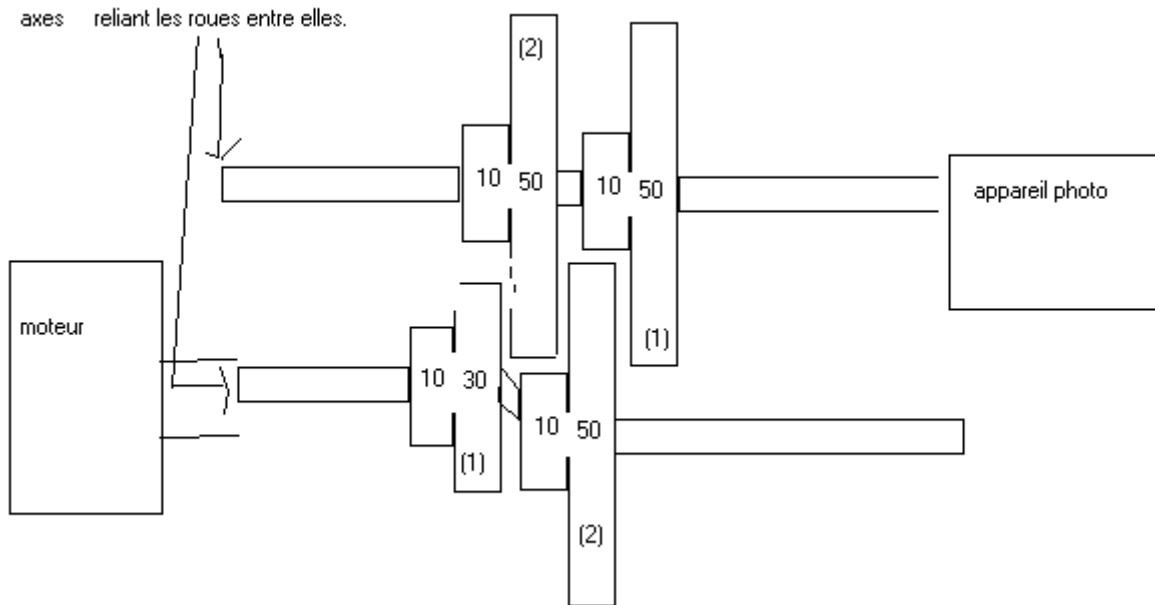 axes reliant les roues entre elles.
(2)
10 50 10 50
appareil photo
moteur
(1)
10 30
10 50
(1)
(2)